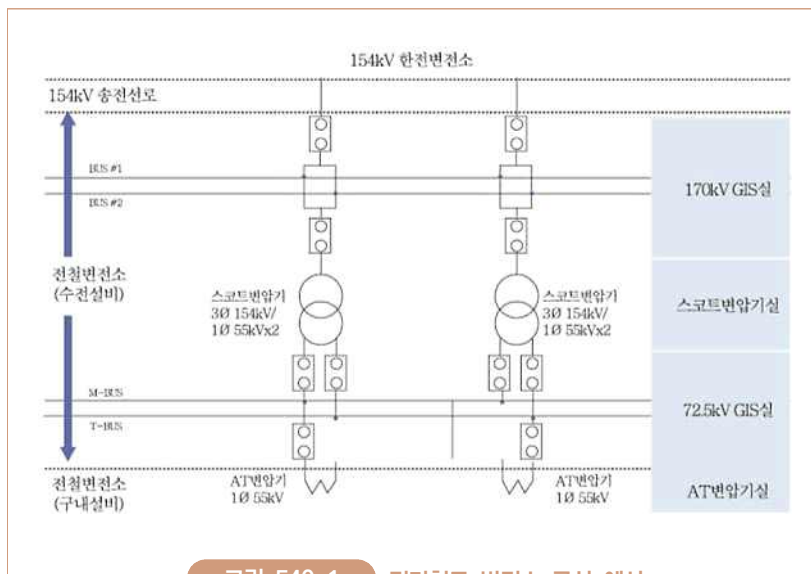 154kV 한전변전소
154kV 송전선로
BUS #1
BUS #2
170kV GIS실
전철변전소
(수전설비)
스코트변압기
3Ø 154kV/
1Ø 55kVx2
스코트변압기
3Ø 154kV/
1Ø 55kVx2
스코트변압기실
M-BUS
T-BUS
72.5kV GIS실
전철변전소
(구내설비)
AT변압기
1Ø 55kV
AT변압기
1Ø 55kV
AT변압기실